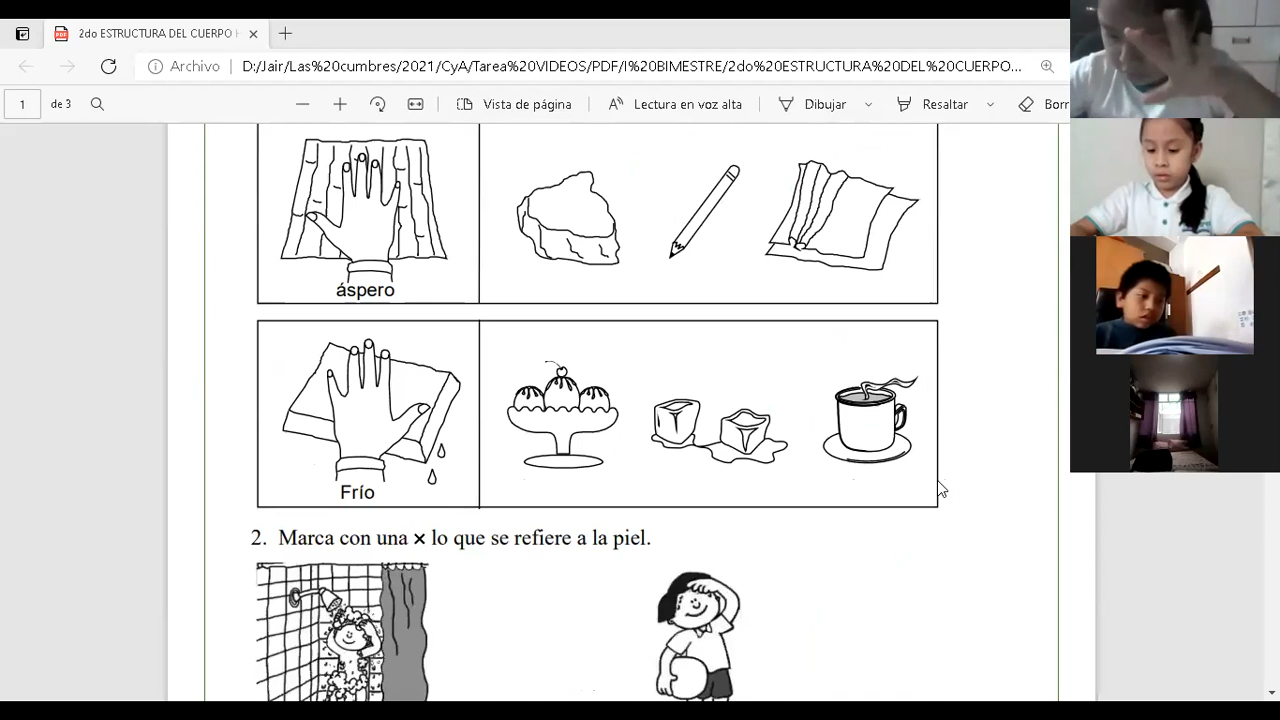 2do ESTRUCTURA DEL CUERPO H
Archivo D:/Jair/Las%20cumbres/2021/CyA/Tarea%20VIDEOS/PDF/I%20BIMESTRE/2do%20ESTRUCTURA%20DEL%20CUERPO...
1 de 3 Vista de página Lectura en voz alta Dibujar Resaltar Borr
áspero
Frío
2. Marca con una × lo que se refiere a la piel.